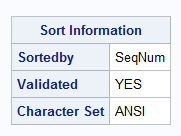 Sort Information
Sortedby SeqNum
Validated YES
Character Set ANSI